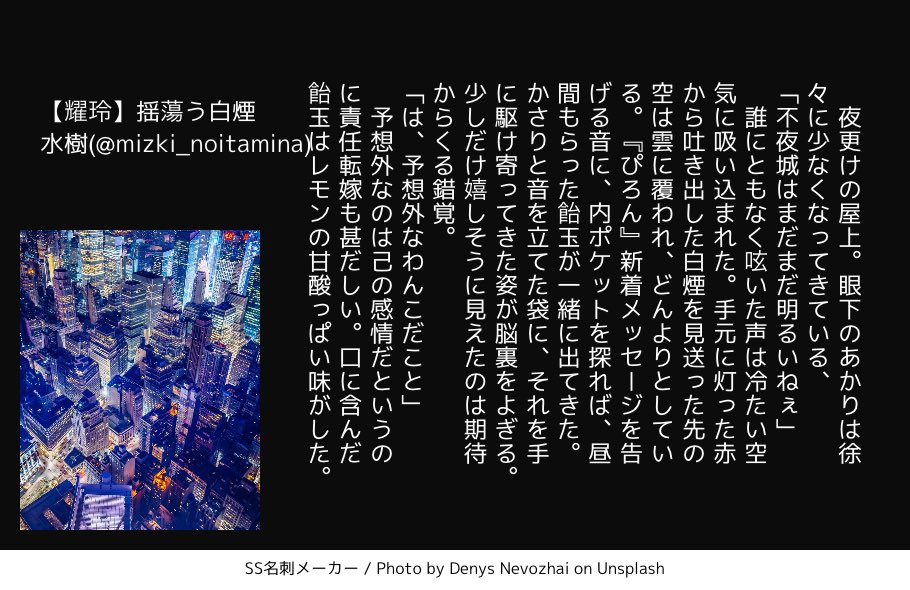 【耀玲】揺蕩う白煙
水樹(@mizki_noitamina)
　夜更けの屋上。眼下のあかりは徐
々に少なくなってきている、
「不夜城はまだまだ明るいねぇ」
　誰にともなく呟いた声は冷たい空
気に吸い込まれた。手元に灯った赤
から吐き出した白煙を見送った先の
空は雲に覆われ、どんよりとしてい
る。『ぴろん』新着メッセージを告
げる音に、内ポケットを探れば、昼
間もらった飴玉が一緒に出てきた。
かさりと音を立てた袋に、それを手
に駆け寄ってきた姿が脳裏をよぎる。
少しだけ嬉しそうに見えたのは期待
からくる錯覚。
「は、予想外なわんこだこと」
　予想外なのは己の感情だというの
に責任転嫁も甚だしい。口に含んだ
飴玉はレモンの甘酸っぱい味がした。
SS名刺メーカー / Photo by Denys Nevozhai on Unsplash